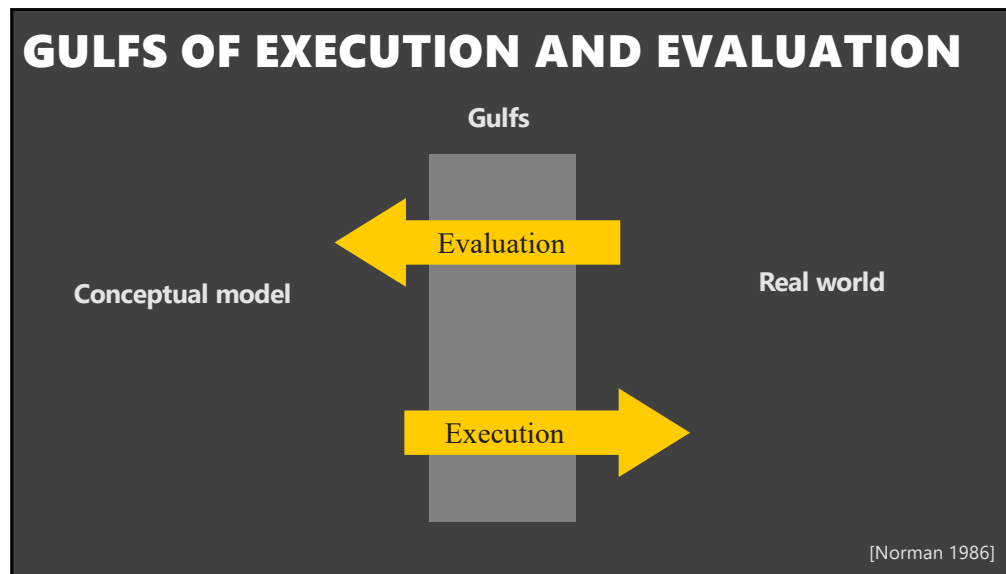 GULFS OF EXECUTION AND EVALUATION
Gulfs
Evaluation
Conceptual model
Real world
Execution
[Norman 1986]